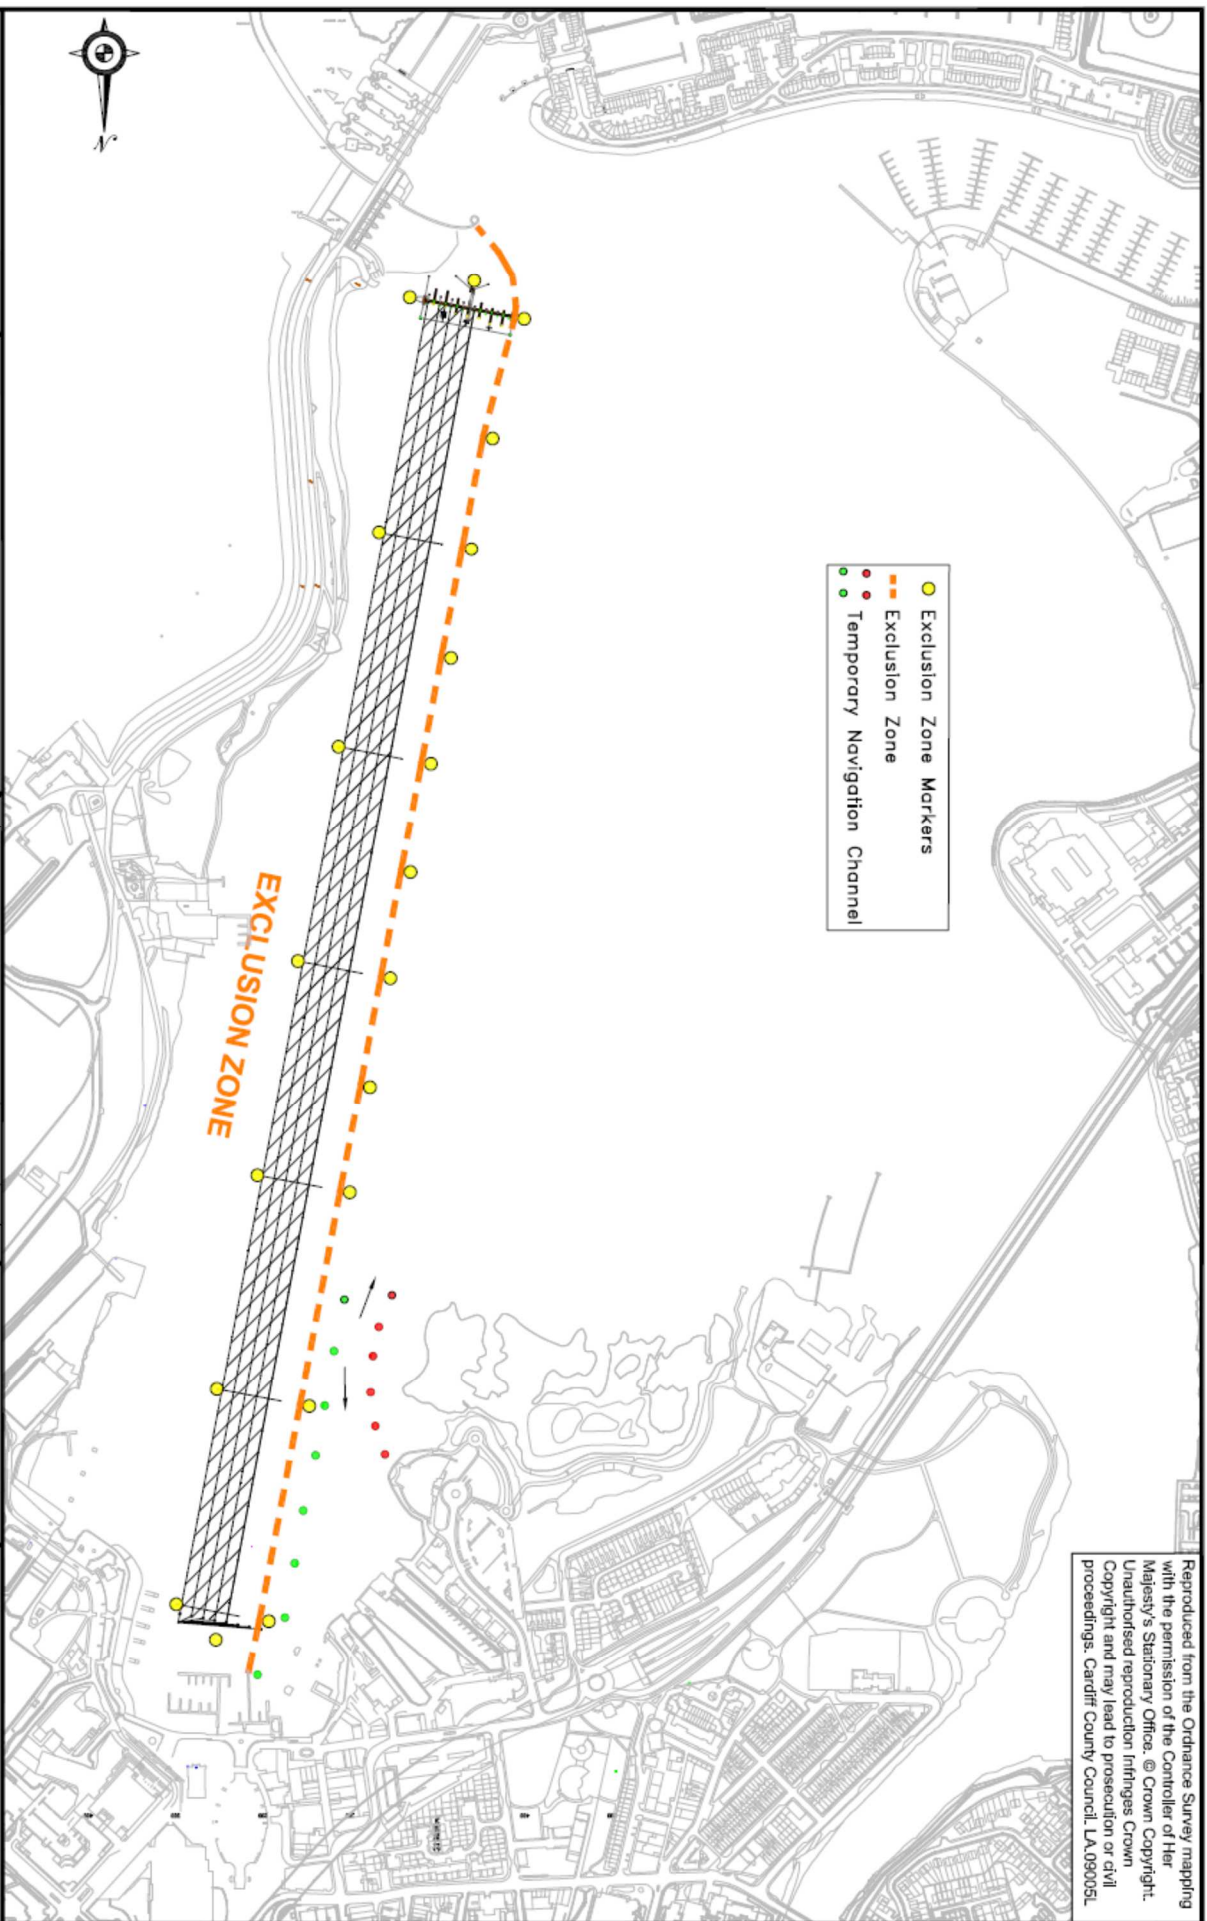 Reproduced from the Ordnance Survey mapping
with the permission of the Controller of Her
Majesty's Stationary Office. © Crown Copyright.
Unauthorised reproduction infringes Crown
Copyright and may lead to prosecution or civil
proceedings. Cardiff County Council. LA.09005L
Exclusion Zone Markers
Exclusion Zone
Temporary Navigation Channel
EXCLUSION ZONE
N